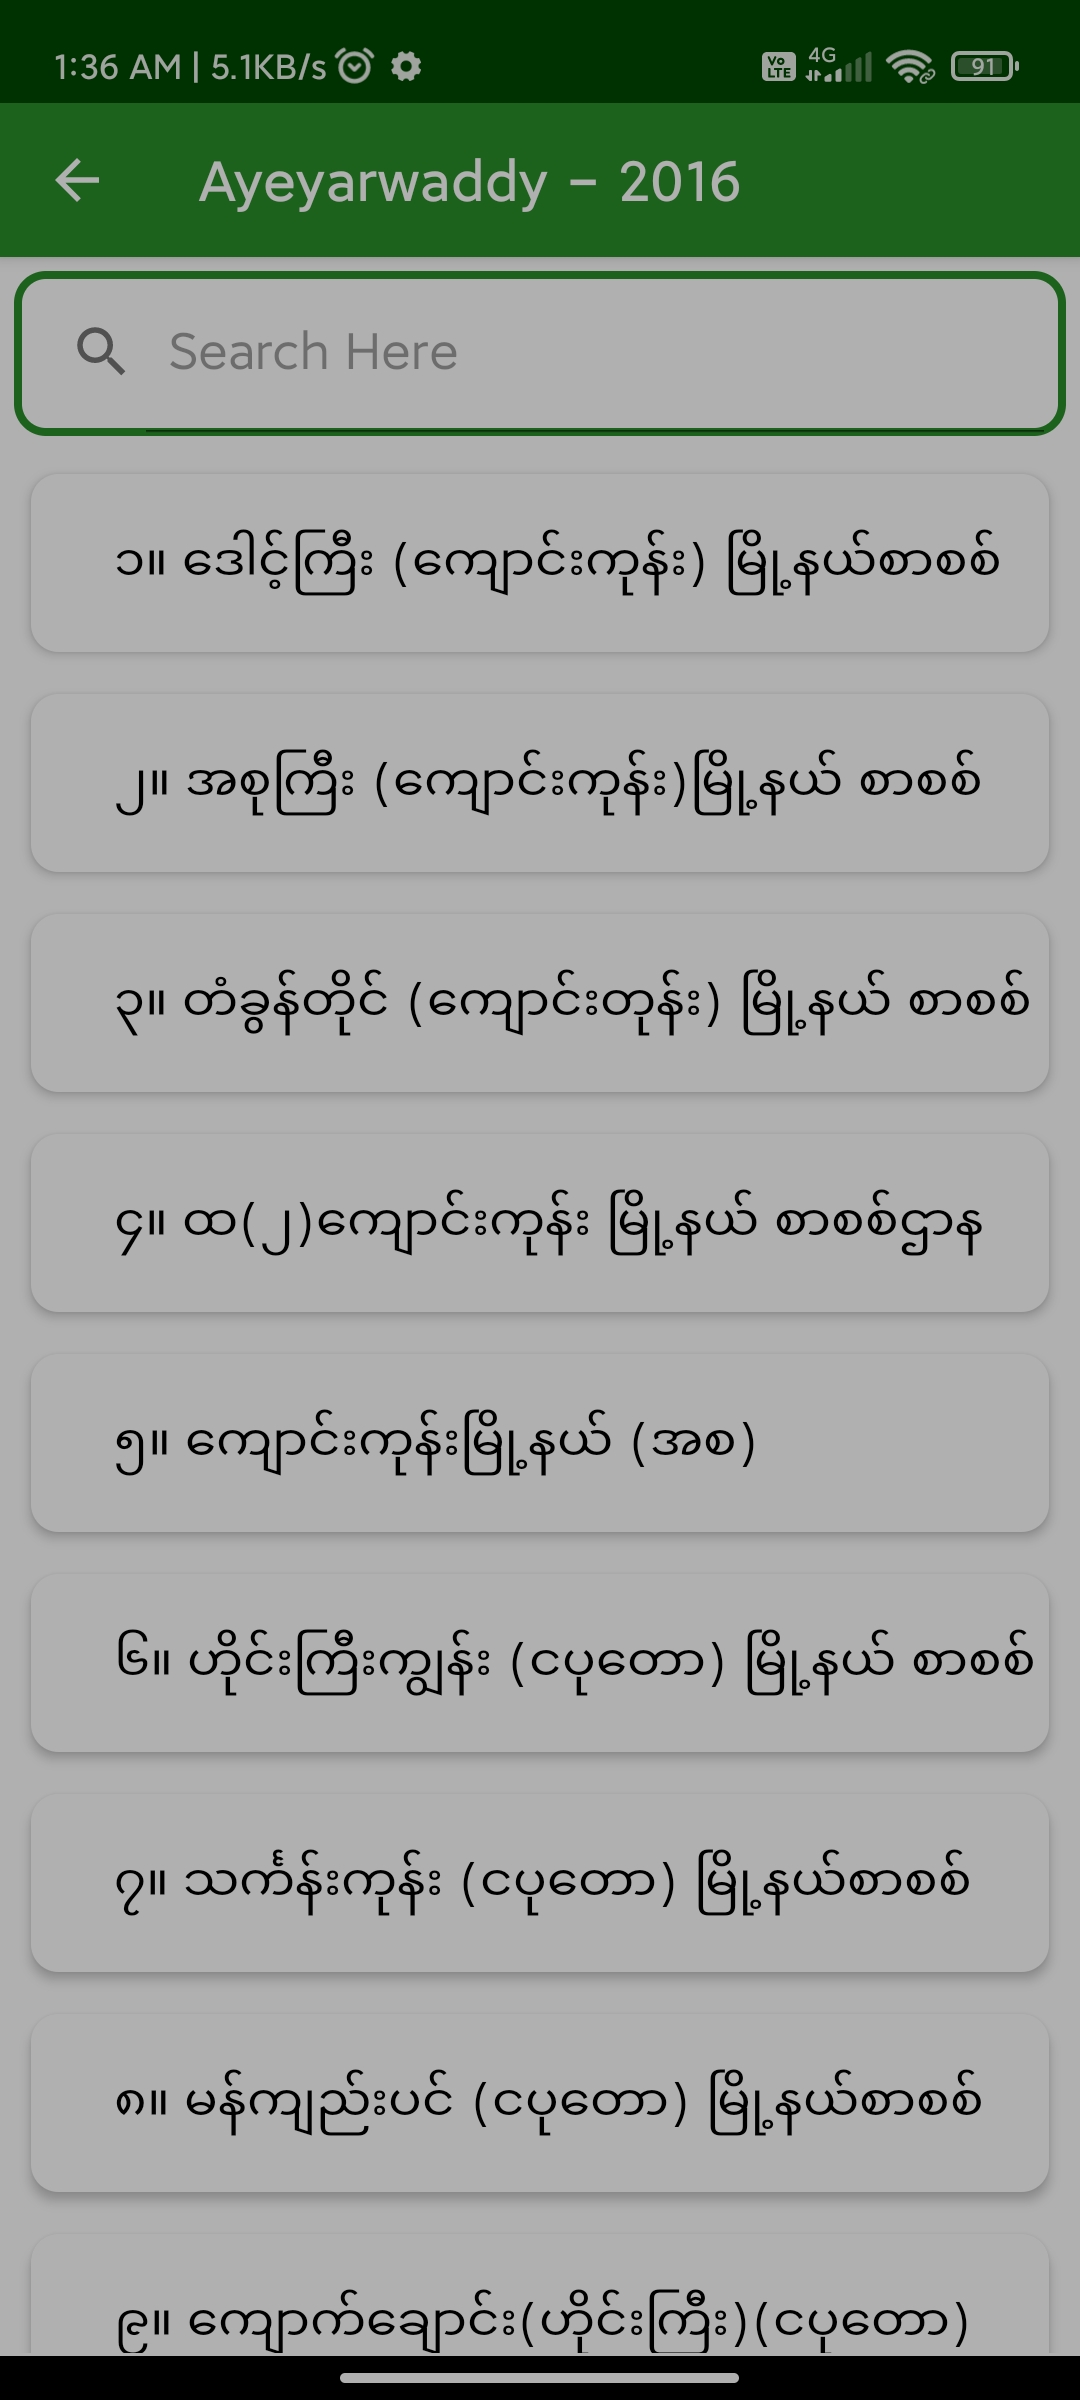 1:36 AM | 5.1KB/s Vo LTE 4G 91
Ayeyarwaddy - 2016
Search Here
၁။ ဒေါင့်ကြီး (ကျောင်းကုန်း) မြို့နယ်စာစစ်
၂။ အစုကြီး (ကျောင်းကုန်း)မြို့နယ် စာစစ်
၃။ တံခွန်တိုင် (ကျောင်းတုန်း) မြို့နယ် စာစစ်
၄။ ထ(၂)ကျောင်းကုန်း မြို့နယ် စာစစ်ဌာန
၅။ ကျောင်းကုန်းမြို့နယ် (အစ)
၆။ ဟိုင်းကြီးကျွန်း (ငပုတော) မြို့နယ် စာစစ်
၇။ သင်္ကန်းကုန်း (ငပုတော) မြို့နယ်စာစစ်
၈။ မန်ကျည်းပင် (ငပုတော) မြို့နယ်စာစစ်
၉။ ကျောက်ချောင်း(ဟိုင်းကြီး)(ငပုတော)